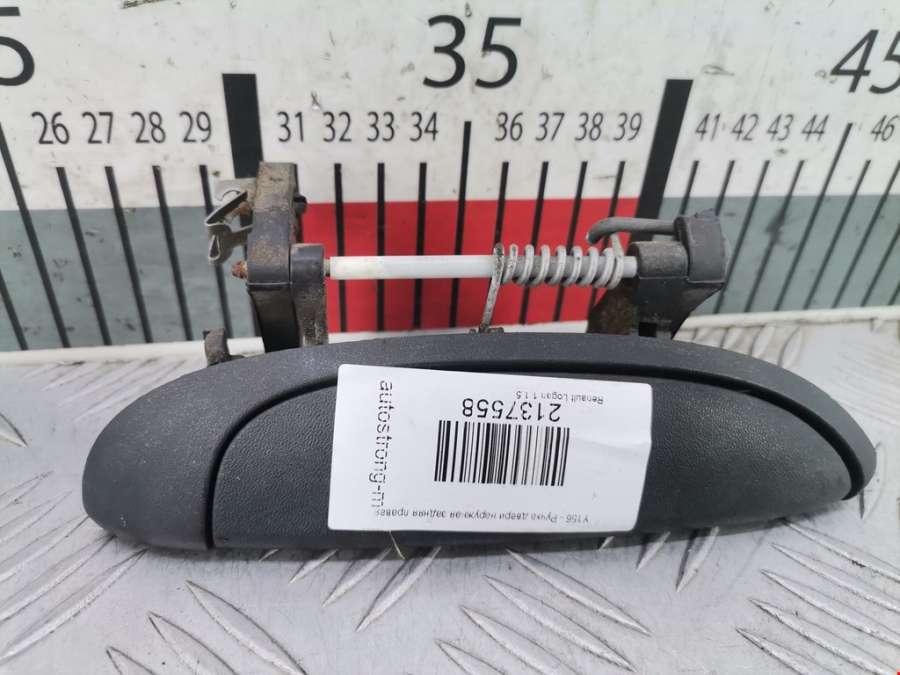 35
45
26 27 28 29 31 32 33 34 36 37 38 39 41 42 43 44 46
autostrong-m
Y156 - Ручка двери наружная задняя правая
2137558
Renault Logan 1 1.5